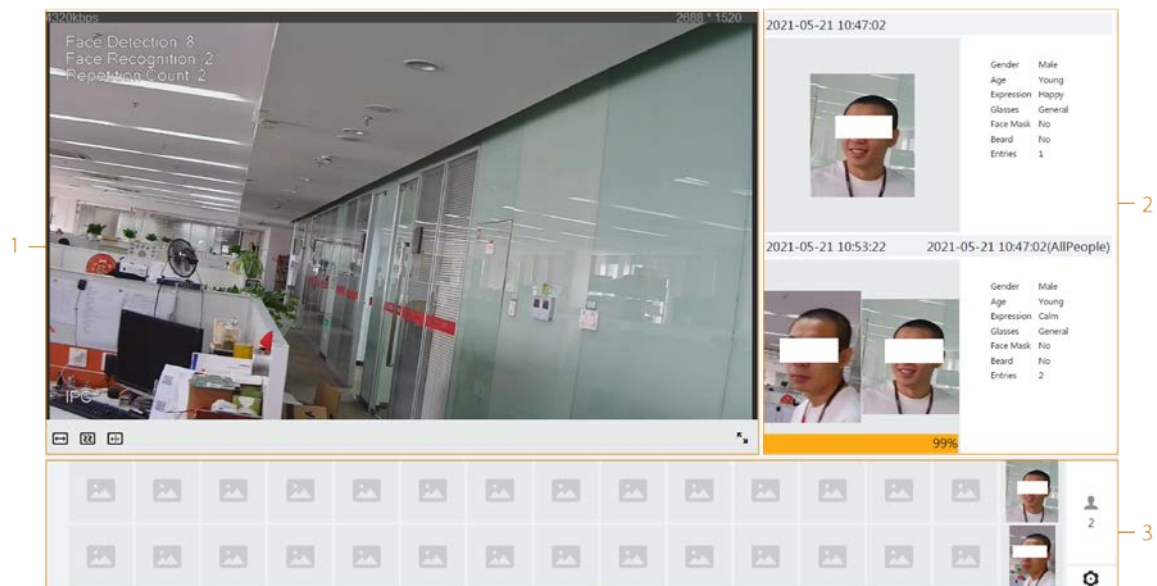 4320kbps
2688 * 1520
Face Detection 8
Face Recognition 2
Repetition Count 2
IPC
1
2021-05-21 10:47:02
Gender Male
Age Young
Expression Happy
Glasses General
Face Mask No
Beard No
Entries 1
2
2021-05-21 10:53:22 2021-05-21 10:47:02(AllPeople)
Gender Male
Age Young
Expression Calm
Glasses General
Face Mask No
Beard No
Entries 2
99%
2
3